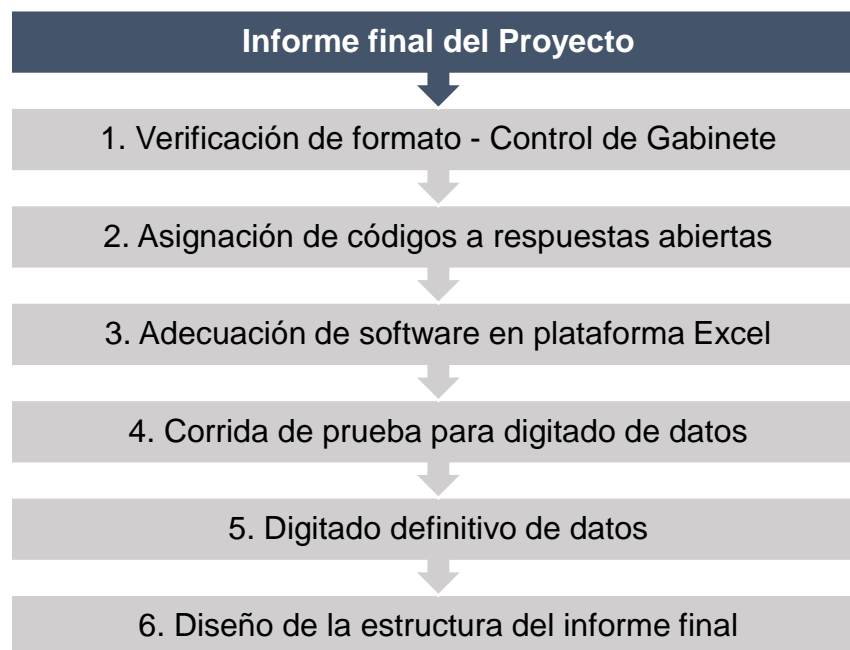 Informe final del Proyecto
1. Verificación de formato - Control de Gabinete
2. Asignación de códigos a respuestas abiertas
3. Adecuación de software en plataforma Excel
4. Corrida de prueba para digitado de datos
5. Digitado definitivo de datos
6. Diseño de la estructura del informe final